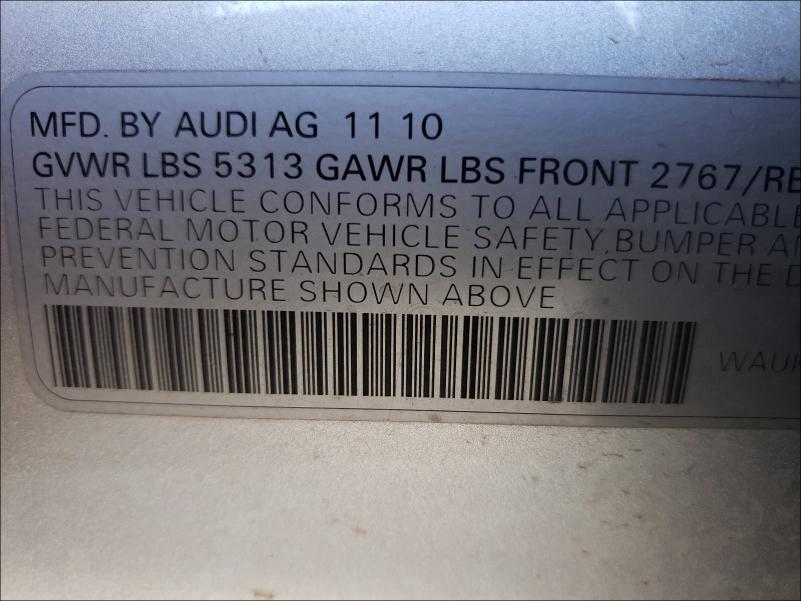 MFD. BY AUDI AG 11 10
GVWR LBS 5313 GAWR LBS FRONT 2767/RE
THIS VEHICLE CONFORMS TO ALL APPLICABLE
FEDERAL MOTOR VEHICLE SAFETY,BUMPER AN
PREVENTION STANDARDS IN EFFECT ON THE D
MANUFACTURE SHOWN ABOVE
WAU